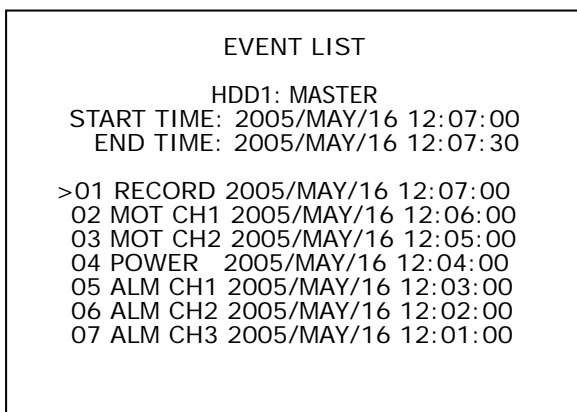 EVENT LIST
HDD1: MASTER
START TIME: 2005/MAY/16 12:07:00
END TIME: 2005/MAY/16 12:07:30
>01 RECORD 2005/MAY/16 12:07:00
02 MOT CH1 2005/MAY/16 12:06:00
03 MOT CH2 2005/MAY/16 12:05:00
04 POWER 2005/MAY/16 12:04:00
05 ALM CH1 2005/MAY/16 12:03:00
06 ALM CH2 2005/MAY/16 12:02:00
07 ALM CH3 2005/MAY/16 12:01:00